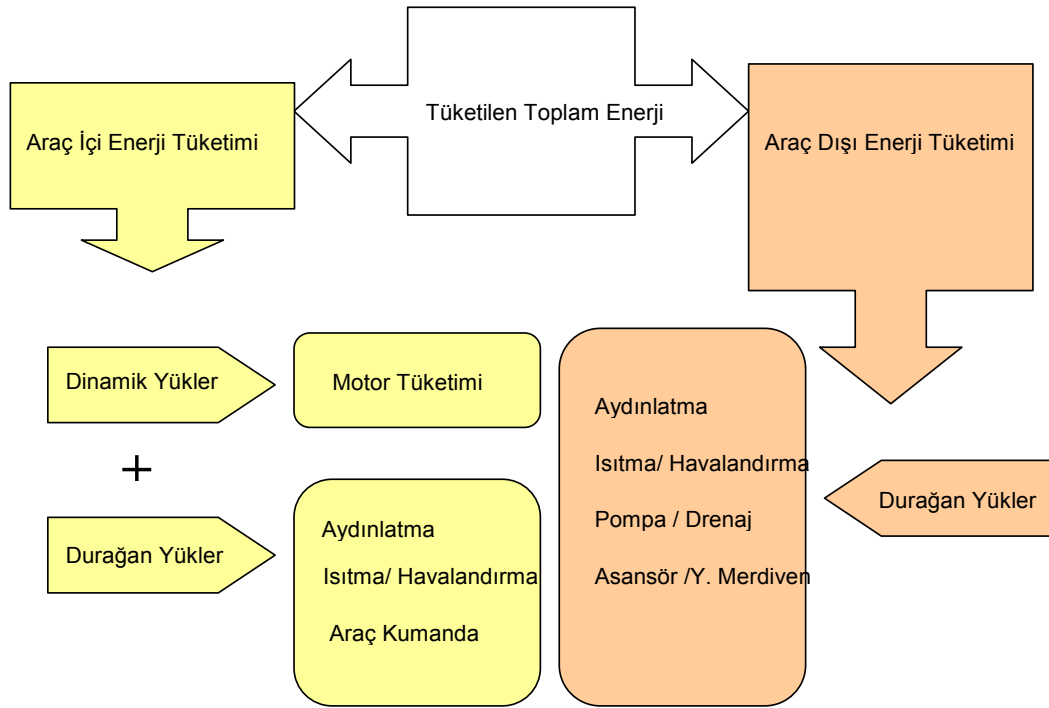 Tüketilen Toplam Enerji
Araç İçi Enerji Tüketimi
Araç Dışı Enerji Tüketimi
Dinamik Yükler
Motor Tüketimi
+
Durağan Yükler
Aydınlatma
Isıtma/ Havalandırma
Araç Kumanda
Aydınlatma
Isıtma/ Havalandırma
Pompa / Drenaj
Asansör /Y. Merdiven
Durağan Yükler